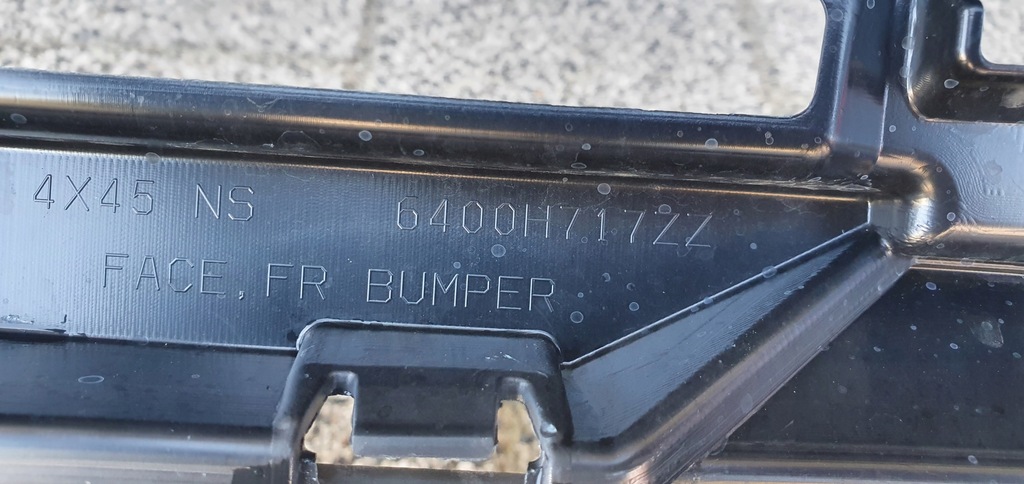 4X45 NS 6400H717ZZ
FACE, FR BUMPER